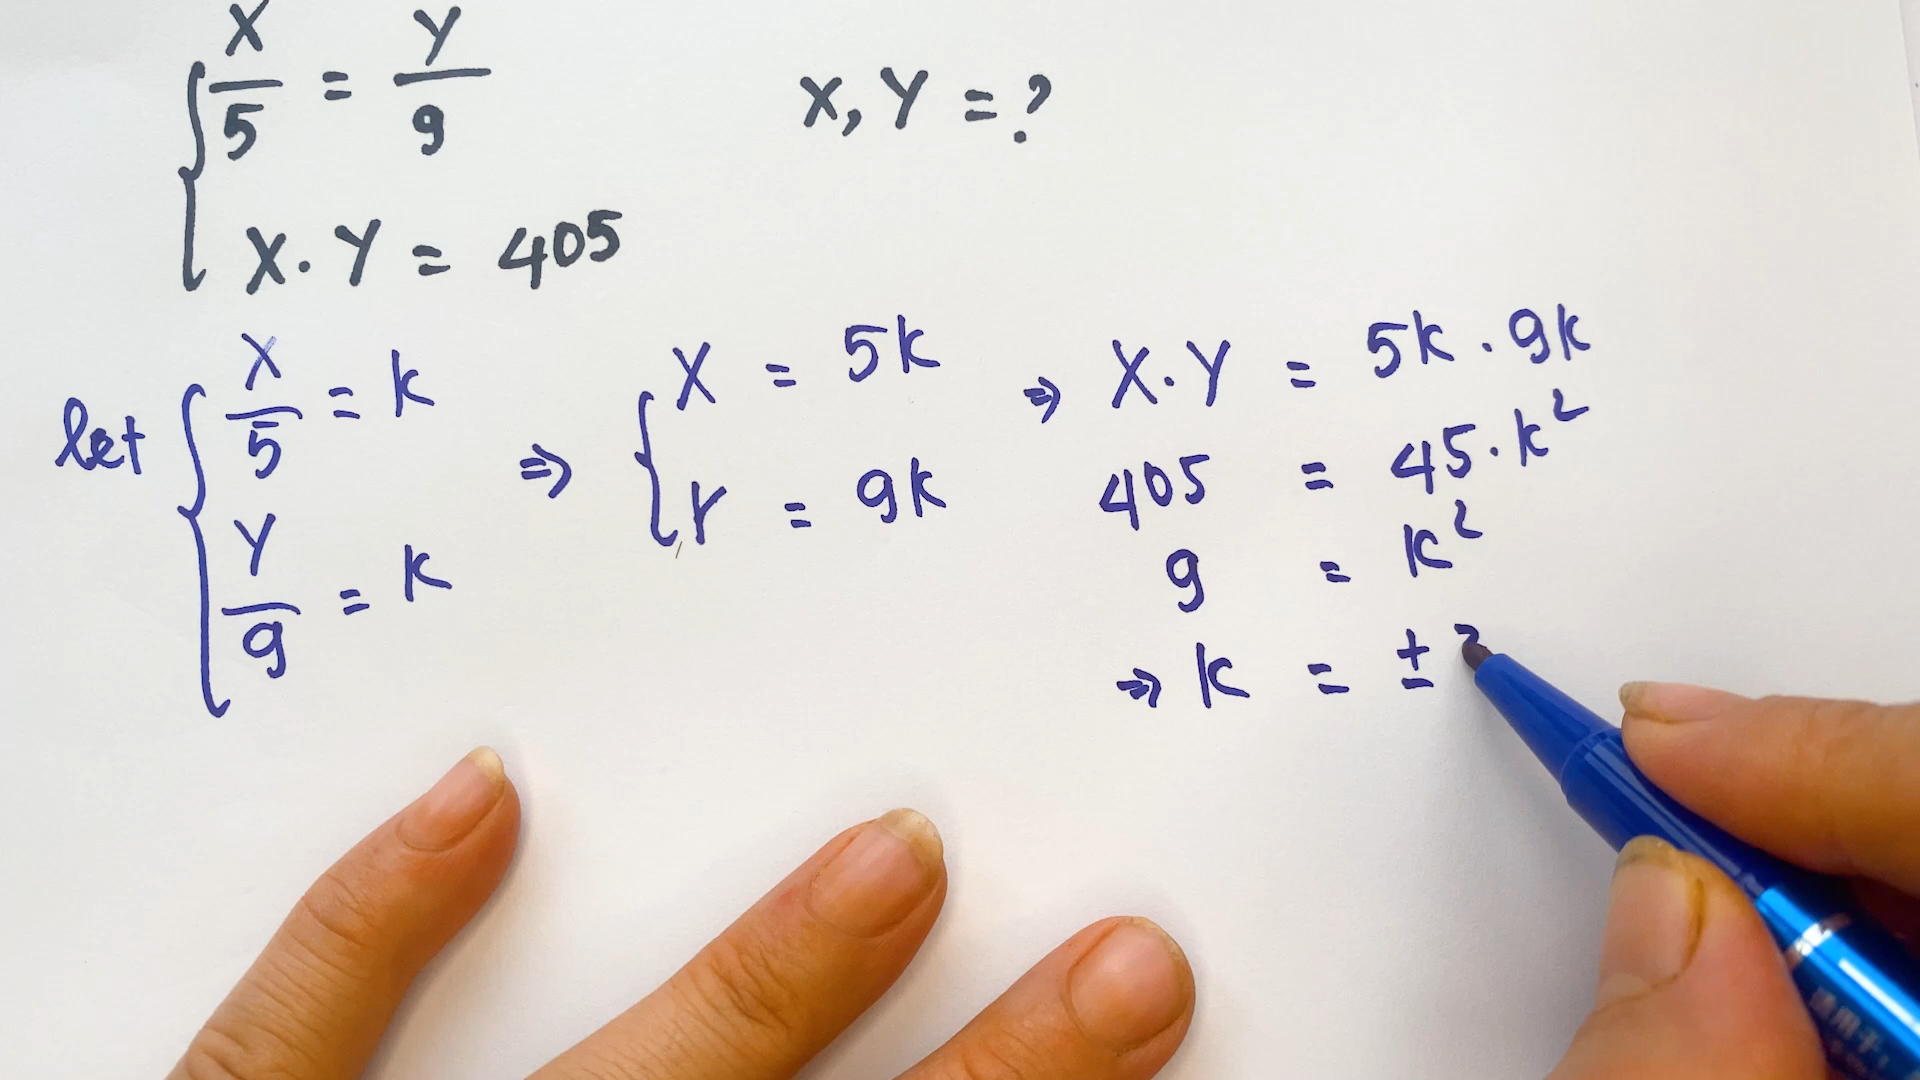 X/5 = Y/9
X, Y = ?
X . Y = 405
let X/5 = k
Y/9 = k
⇒ X = 5k
Y = 9k
⇒ X . Y = 5k . 9k
405 = 45 . k²
9 = k²
⇒ k = ±